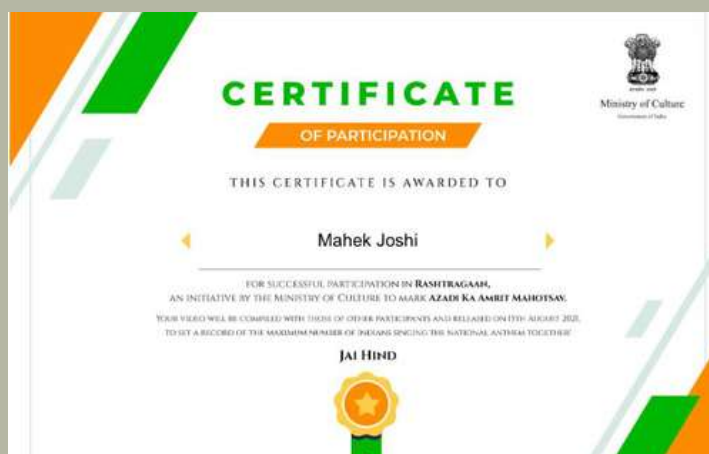 CERTIFICATE
OF PARTICIPATION
Ministry of Culture
Government of India
THIS CERTIFICATE IS AWARDED TO
Mahek Joshi
FOR SUCCESSFUL PARTICIPATION IN RASHTRAGAAN,
AN INITIATIVE BY THE MINISTRY OF CULTURE TO MARK AZADI KA AMRIT MAHOTSAV.
YOUR VIDEO WILL BE COMPILED WITH THOSE OF OTHER PARTICIPANTS AND RELEASED ON 15TH AUGUST 2021,
TO SET A RECORD OF THE MAXIMUM NUMBER OF INDIANS SINGING THE NATIONAL ANTHEM TOGETHER!
JAI HIND